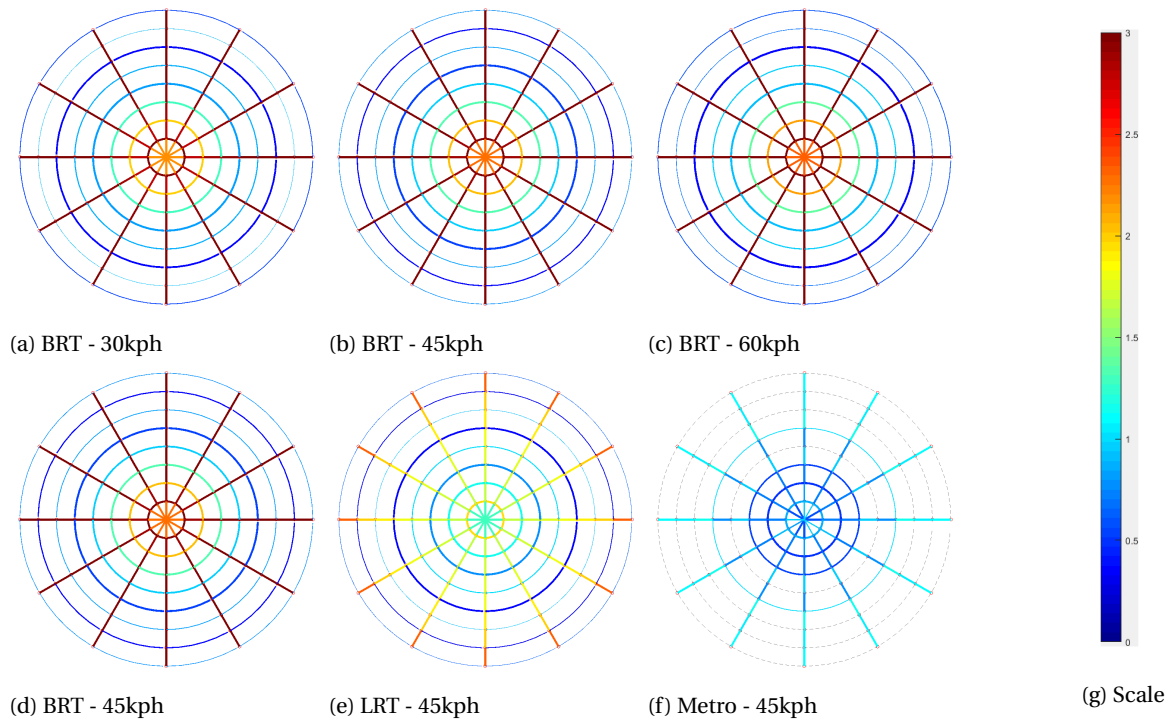 (a) BRT - 30kph
(b) BRT - 45kph
(c) BRT - 60kph
(d) BRT - 45kph
(e) LRT - 45kph
(f) Metro - 45kph
3
2.5
2
1.5
1
0.5
0
(g) Scale